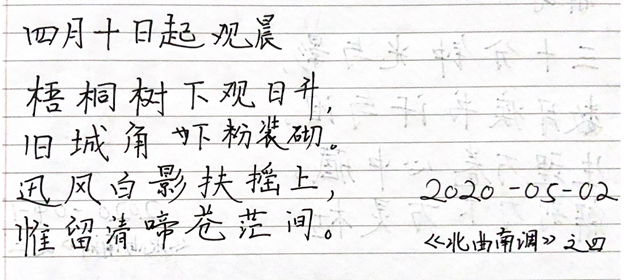 四月十日起观晨
梧桐树下观日升，
旧城角下粉装砌。
迅风白影扶摇上，
惟留清啼苍茫间。
2020-05-02
《北曲南调》之四